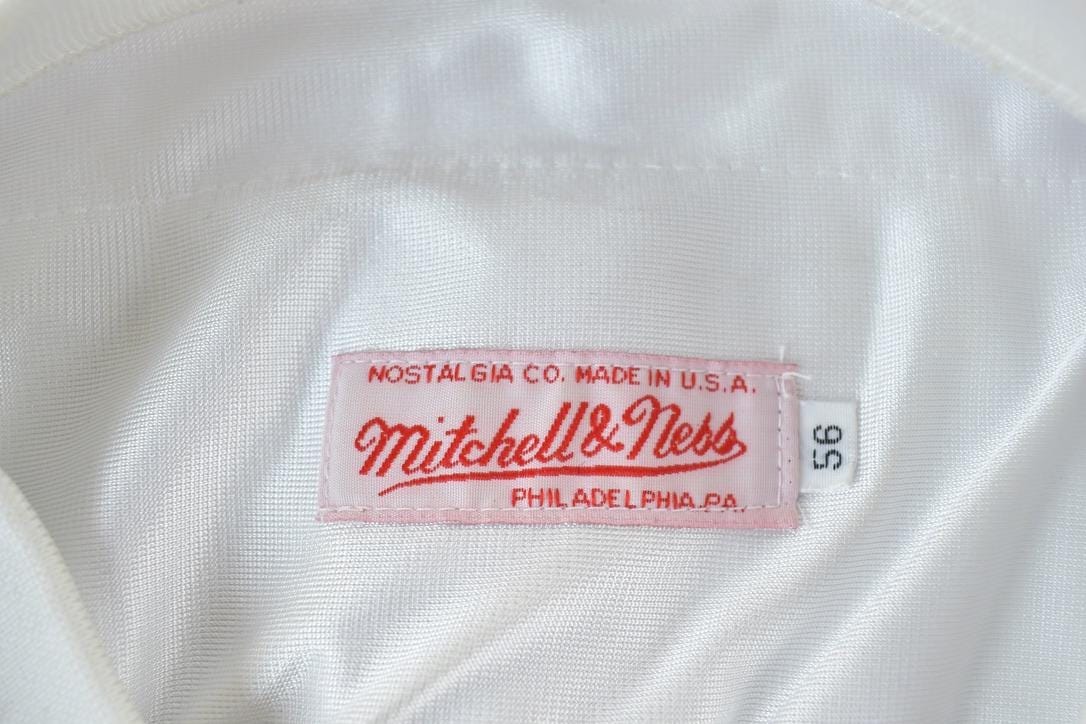 NOSTALGIA CO. MADE IN U.S.A.
Mitchell & Ness
PHILADELPHIA, PA.
56